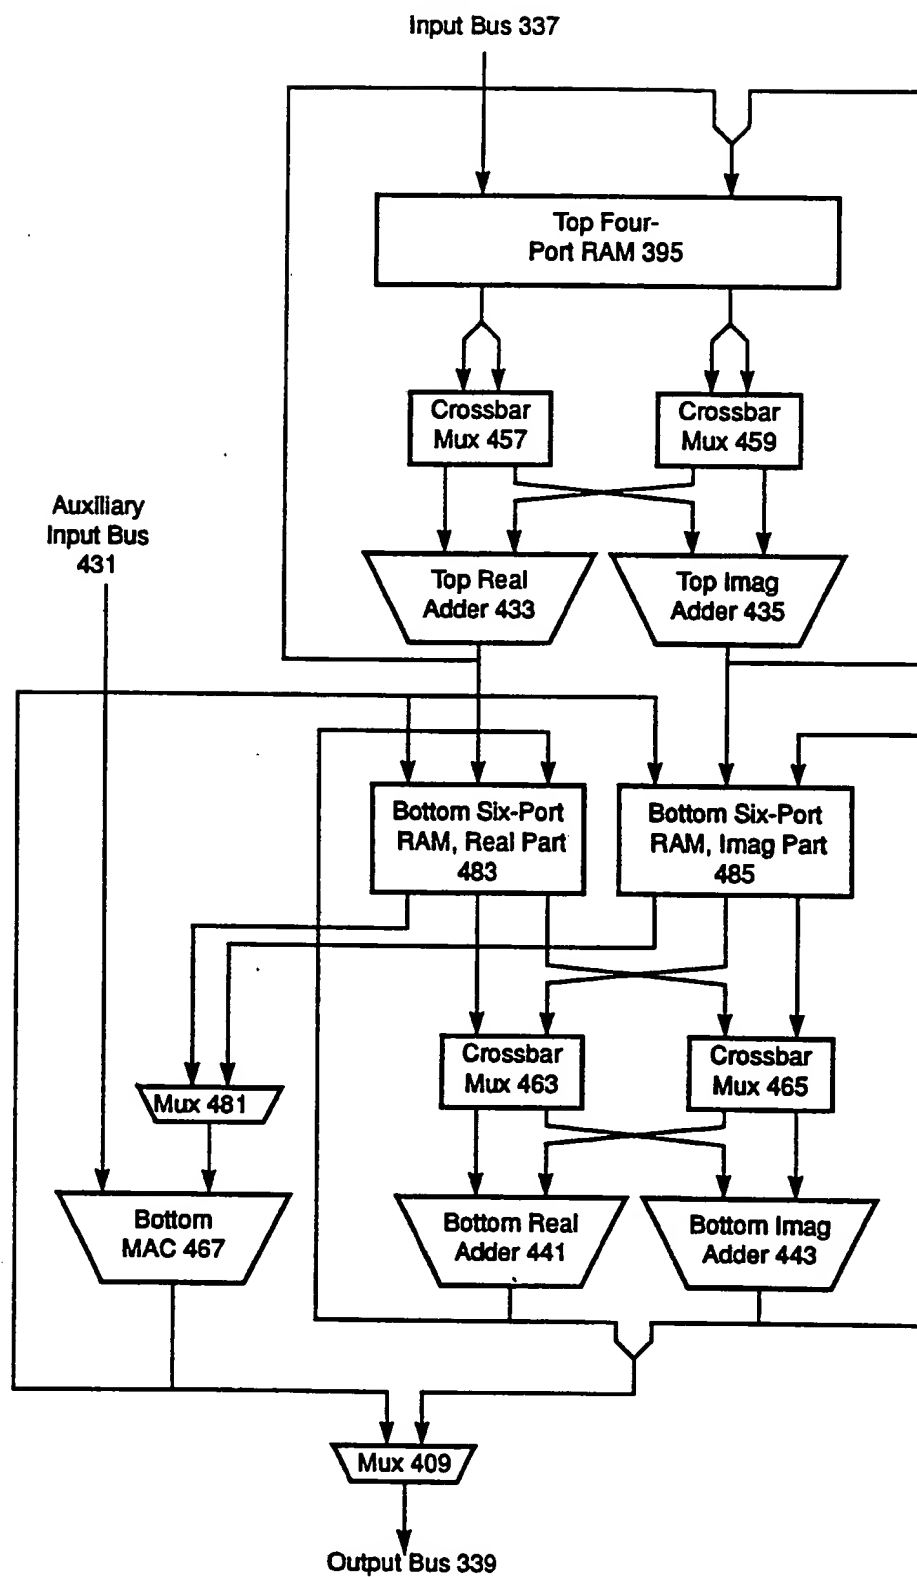 Input Bus 337
Top Four-
Port RAM 395
Crossbar
Mux 457
Crossbar
Mux 459
Auxiliary
Input Bus
431
Top Real
Adder 433
Top Imag
Adder 435
Bottom Six-Port
RAM, Real Part
483
Bottom Six-Port
RAM, Imag Part
485
Crossbar
Mux 463
Crossbar
Mux 465
Mux 481
Bottom
MAC 467
Bottom Real
Adder 441
Bottom Imag
Adder 443
Mux 409
Output Bus 339